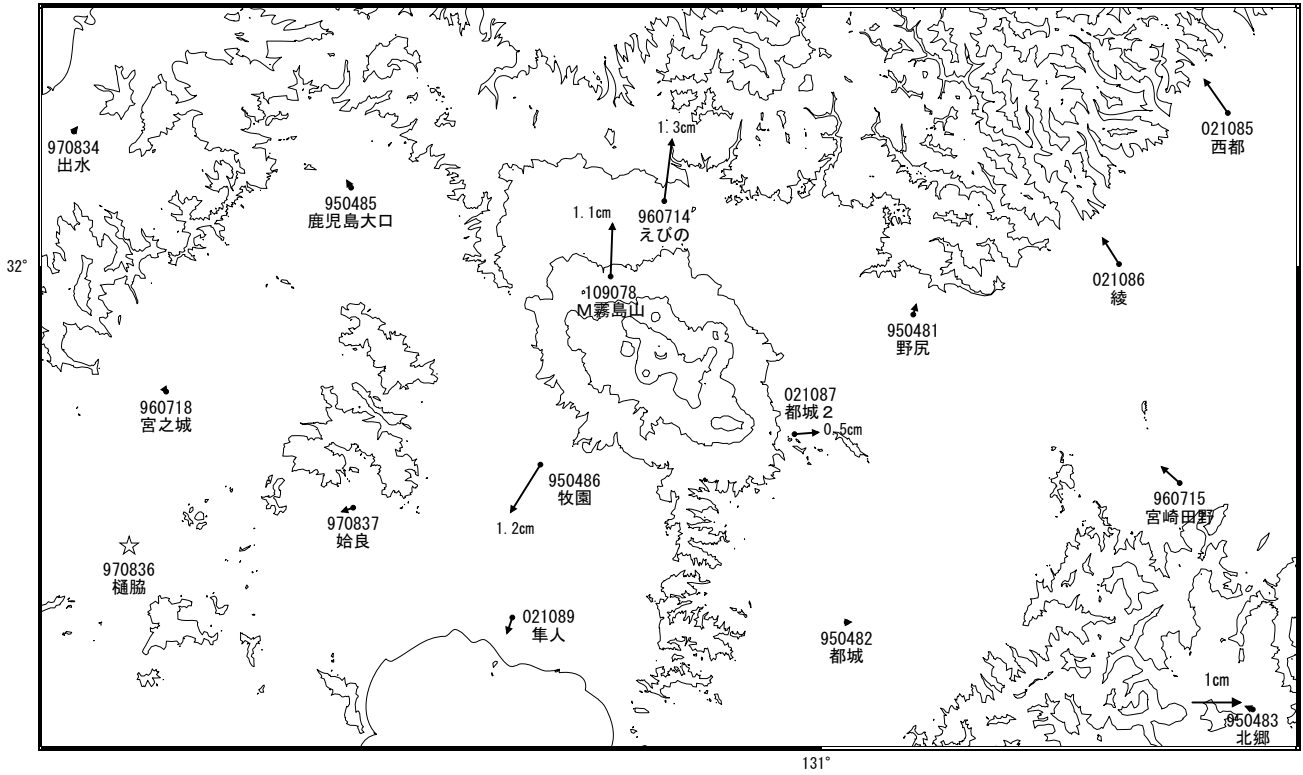 021085
西都
1.3cm
970834
出水
950485
鹿児島大口
1.1cm
960714
えびの
32°
021086
綾
109078
M霧島山
950481
野尻
021087
都城2
0.5cm
960718
宮之城
950486
牧園
1.2cm
960715
宮崎田野
970837
姶良
970836
樋脇
021089
隼人
950482
都城
1cm
950483
北郷
131°